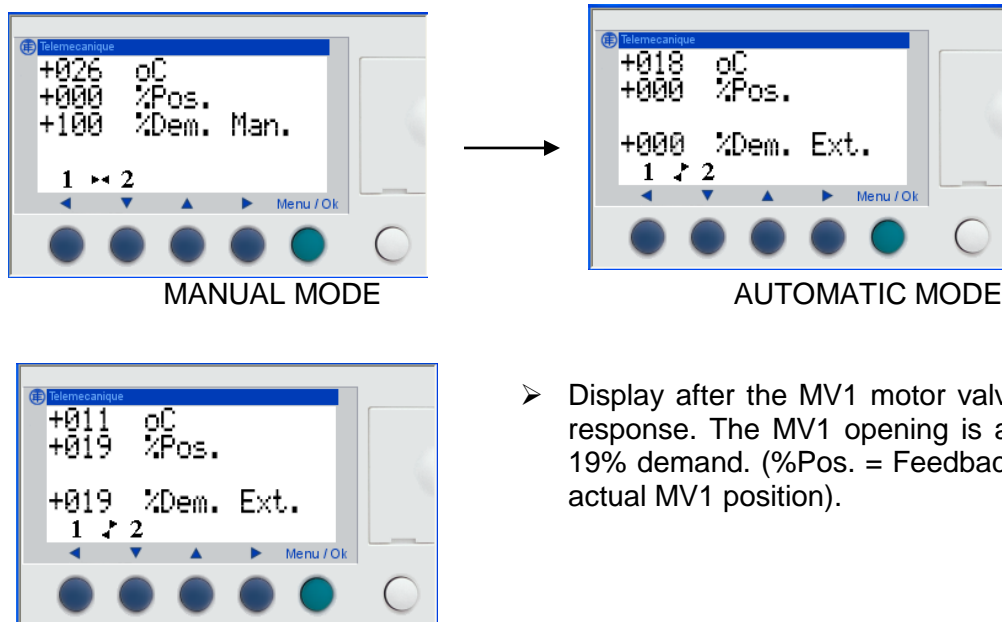 Telemecanique
+026 oC
+000 %Pos.
+100 %Dem. Man.
1 2
Menu / Ok
MANUAL MODE
Telemecanique
+018 oC
+000 %Pos.
+000 %Dem. Ext.
1 2
Menu / Ok
AUTOMATIC MODE
Telemecanique
+011 oC
+019 %Pos.
+019 %Dem. Ext.
1 2
Menu / Ok
Display after the MV1 motor
response. The MV1 opening is
19% demand. (%Pos. =
actual MV1 position).